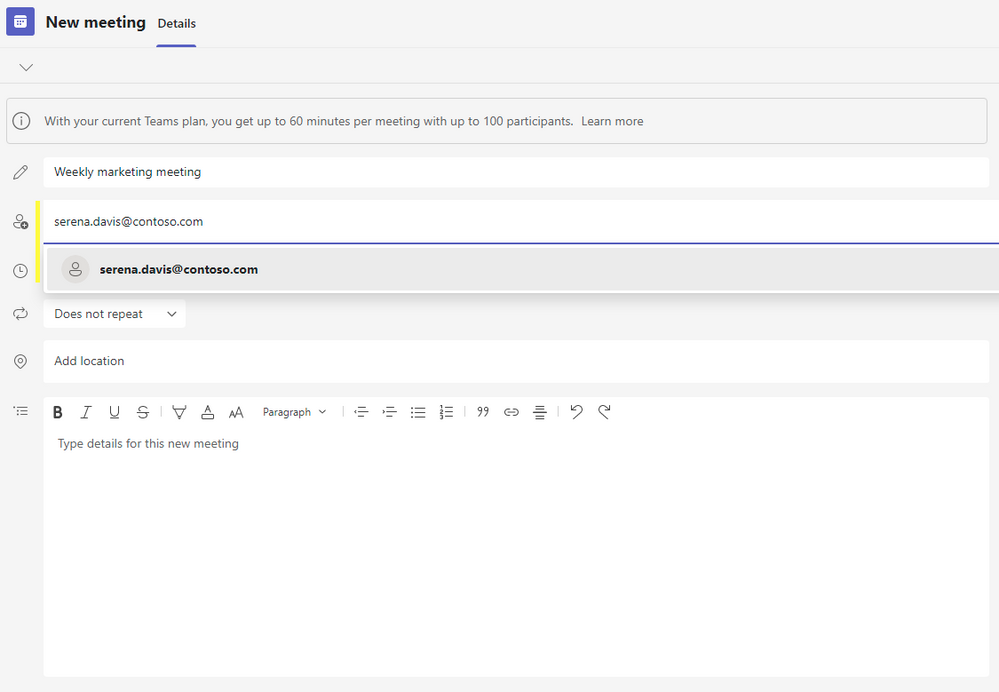 New meeting Details
With your current Teams plan, you get up to 60 minutes per meeting with up to 100 participants. Learn more
Weekly marketing meeting
serena.davis@contoso.com
serena.davis@contoso.com
Does not repeat
Add location
B I U S A AA Paragraph
Type details for this new meeting